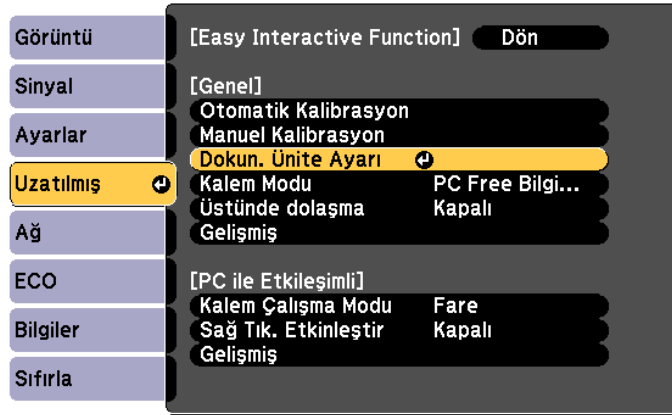 Görüntü
Sinyal
Ayarlar
Uzatılmış
Ağ
ECO
Bilgiler
Sıfırla
[Easy Interactive Function] Dön
[Genel]
Otomatik Kalibrasyon
Manuel Kalibrasyon
Dokun. Ünite Ayarı
Kalem Modu PC Free Bilgi...
Üstünde dolaşma Kapalı
Gelişmiş
[PC ile Etkileşimli]
Kalem Çalışma Modu Fare
Sağ Tık. Etkinleştir Kapalı
Gelişmiş